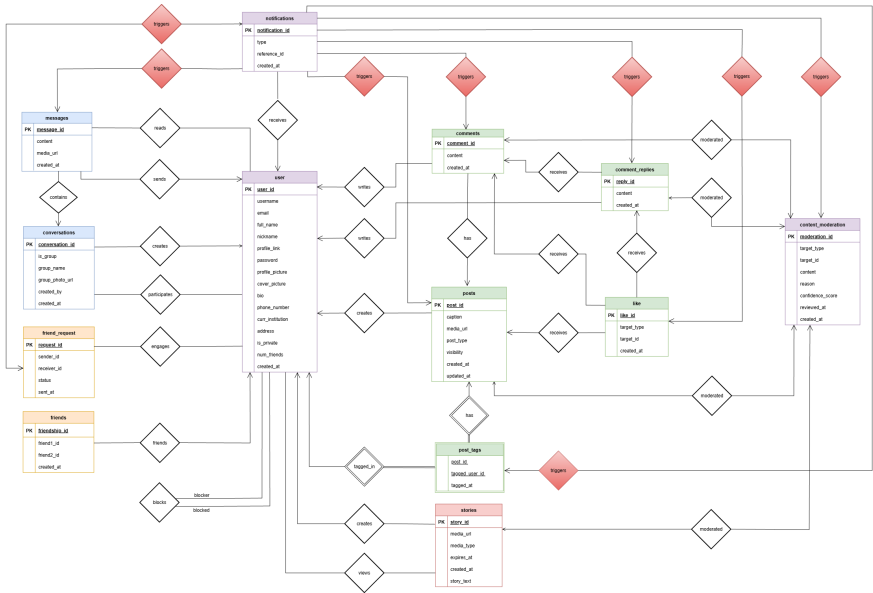 notifications
PK notification_id
type
reference_id
created_at
triggers
triggers
triggers
triggers
triggers
triggers
triggers
triggers
messages
PK message_id
content
media_url
created_at
reads
sends
contains
receives
conversations
PK conversation_id
is_group
group_name
group_photo_url
created_by
created_at
creates
participates
friend_request
PK request_id
sender_id
receiver_id
status
sent_at
engages
friends
PK friendship_id
friend1_id
friend2_id
created_at
friends
blocks
blocker
blocked
user
PK user_id
username
email
full_name
nickname
profile_link
password
profile_picture
cover_picture
bio
phone_number
curr_institution
address
is_private
num_friends
created_at
writes
writes
creates
tagged_in
creates
views
comments
PK comment_id
content
created_at
has
posts
PK post_id
caption
media_url
post_type
visibility
created_at
updated_at
has
post_tags
post_id
tagged_user_id
tagged_at
stories
PK story_id
media_url
media_type
expires_at
created_at
story_text
receives
receives
receives
receives
comment_replies
PK reply_id
content
created_at
like
PK like_id
target_type
target_id
created_at
moderated
moderated
moderated
moderated
content_moderation
PK moderation_id
target_type
target_id
content
reason
confidence_score
reviewed_at
created_at